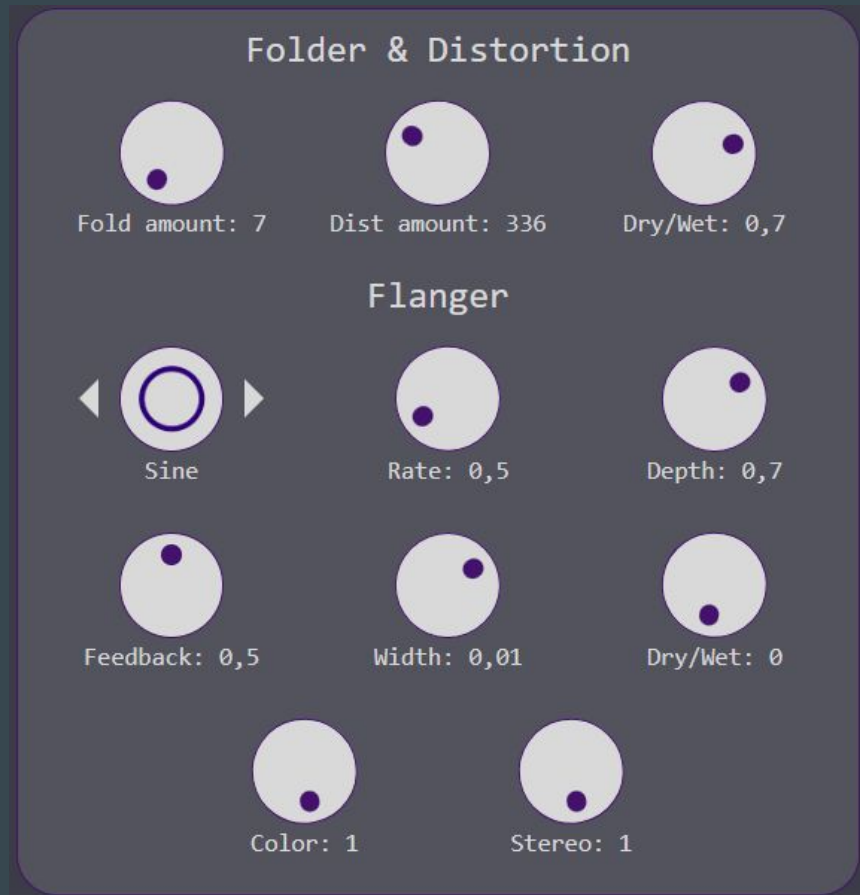 Folder & Distortion
Fold amount: 7
Dist amount: 336
Dry/Wet: 0,7
Flanger
Sine
Rate: 0,5
Depth: 0,7
Feedback: 0,5
Width: 0,01
Dry/Wet: 0
Color: 1
Stereo: 1